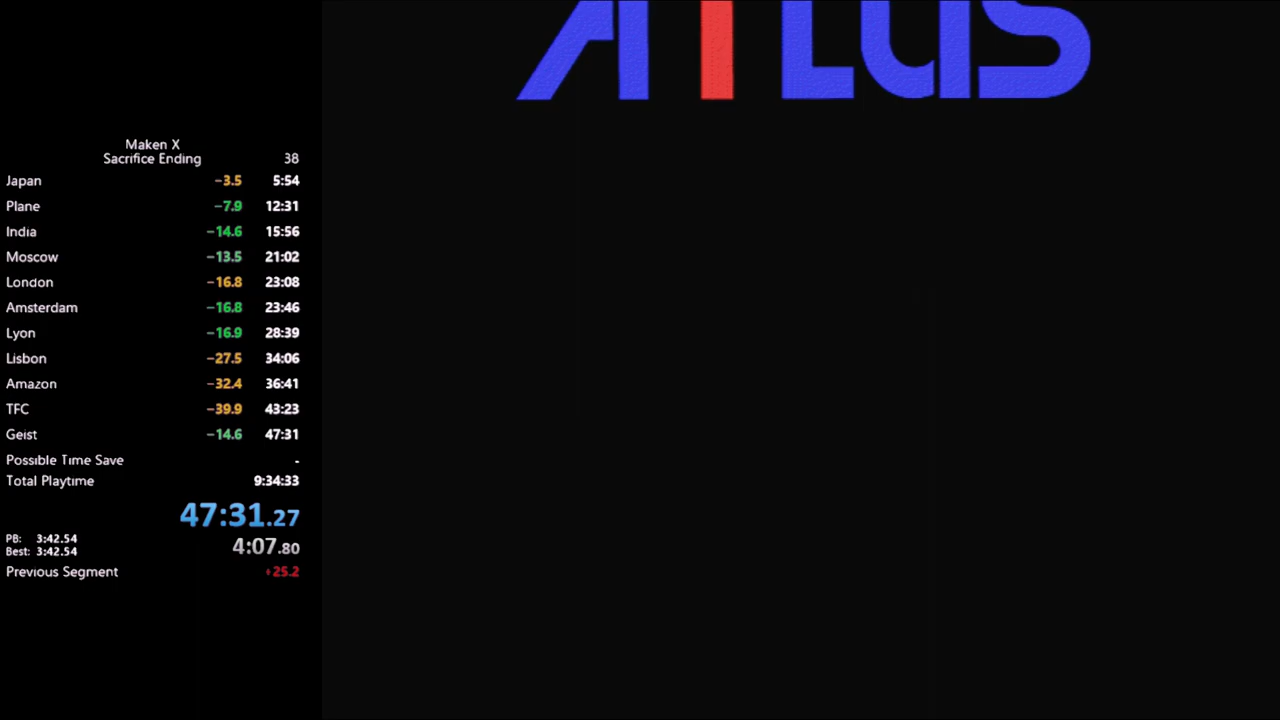 ATLUS
Maken X
Sacrifice Ending 38
Japan -3.5 5:54
Plane -7.9 12:31
India -14.6 15:56
Moscow -13.5 21:02
London -16.8 23:08
Amsterdam -16.8 23:46
Lyon -16.9 28:39
Lisbon -27.5 34:06
Amazon -32.4 36:41
TFC -39.9 43:23
Geist -14.6 47:31
Possible Time Save -
Total Playtime 9:34:33
47:31.27
PB: 3:42.54
Best: 3:42.54
4:07.80
Previous Segment +25.2